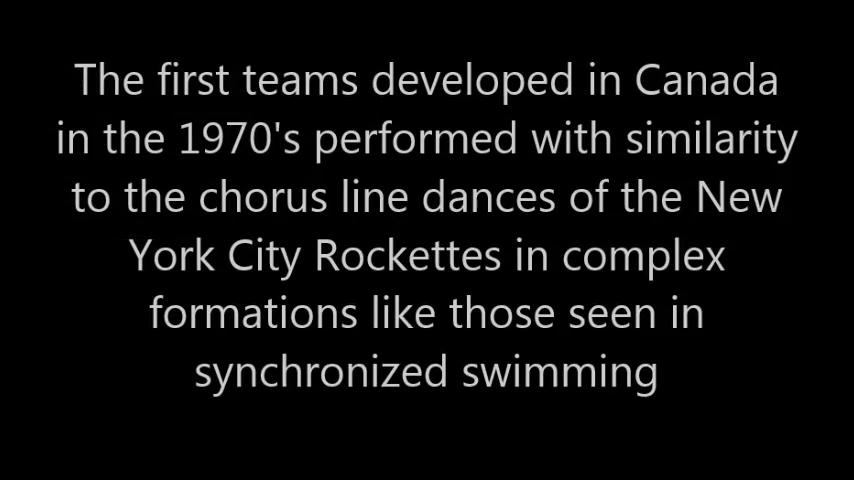 The first teams developed in Canada
in the 1970's performed with similarity
to the chorus line dances of the New
York City Rockettes in complex
formations like those seen in
synchronized swimming